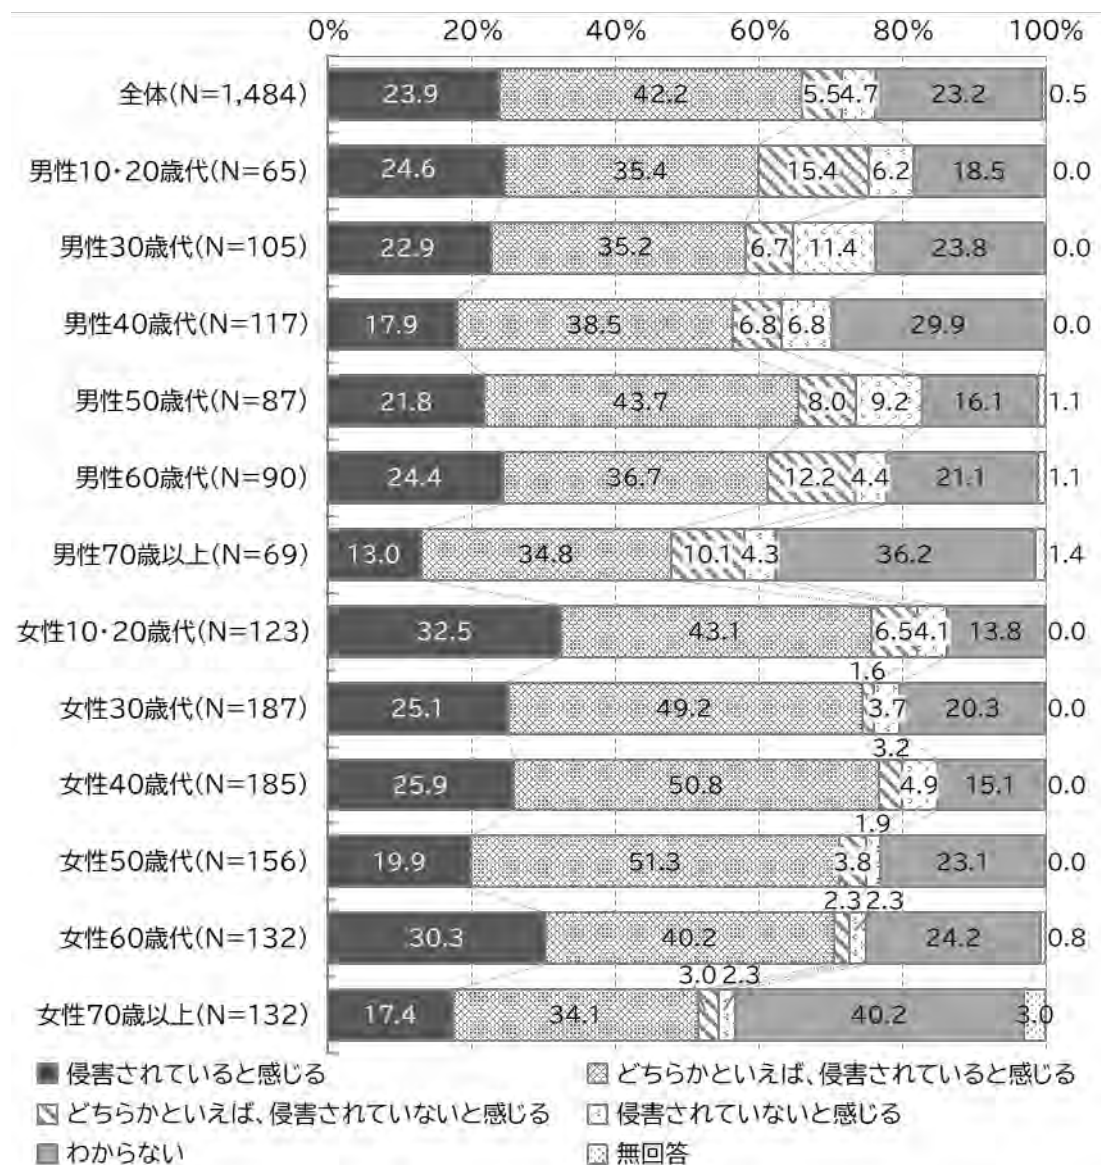 0% 20% 40% 60% 80% 100%
全体(N=1,484) 23.9 42.2 5.5 4.7 23.2 0.5
男性10・20歳代(N=65) 24.6 35.4 15.4 6.2 18.5 0.0
男性30歳代(N=105) 22.9 35.2 6.7 11.4 23.8 0.0
男性40歳代(N=117) 17.9 38.5 6.8 6.8 29.9 0.0
男性50歳代(N=87) 21.8 43.7 8.0 9.2 16.1 1.1
男性60歳代(N=90) 24.4 36.7 12.2 4.4 21.1 1.1
男性70歳以上(N=69) 13.0 34.8 10.1 4.3 36.2 1.4
女性10・20歳代(N=123) 32.5 43.1 6.5 4.1 13.8 0.0
1.6
女性30歳代(N=187) 25.1 49.2 3.7 20.3 0.0
3.2
女性40歳代(N=185) 25.9 50.8 4.9 15.1 0.0
1.9
女性50歳代(N=156) 19.9 51.3 3.8 23.1 0.0
2.3 2.3
女性60歳代(N=132) 30.3 40.2 24.2 0.8
3.0 2.3
女性70歳以上(N=132) 17.4 34.1 40.2 3.0
侵害されていると感じる どちらかといえば、侵害されていると感じる
どちらかといえば、侵害されていないと感じる 侵害されていないと感じる
わからない 無回答